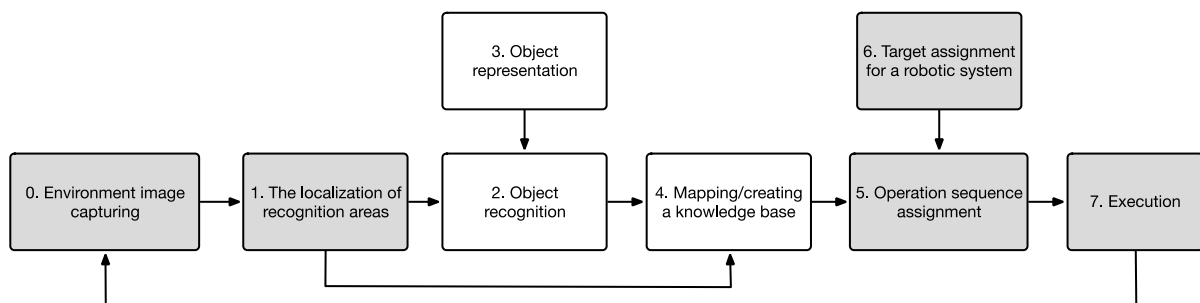 3. Object
representation
6. Target assignment
for a robotic system
0. Environment image
capturing
1. The localization of
recognition areas
2. Object
recognition
4. Mapping/creating
a knowledge base
5. Operation sequence
assignment
7. Execution